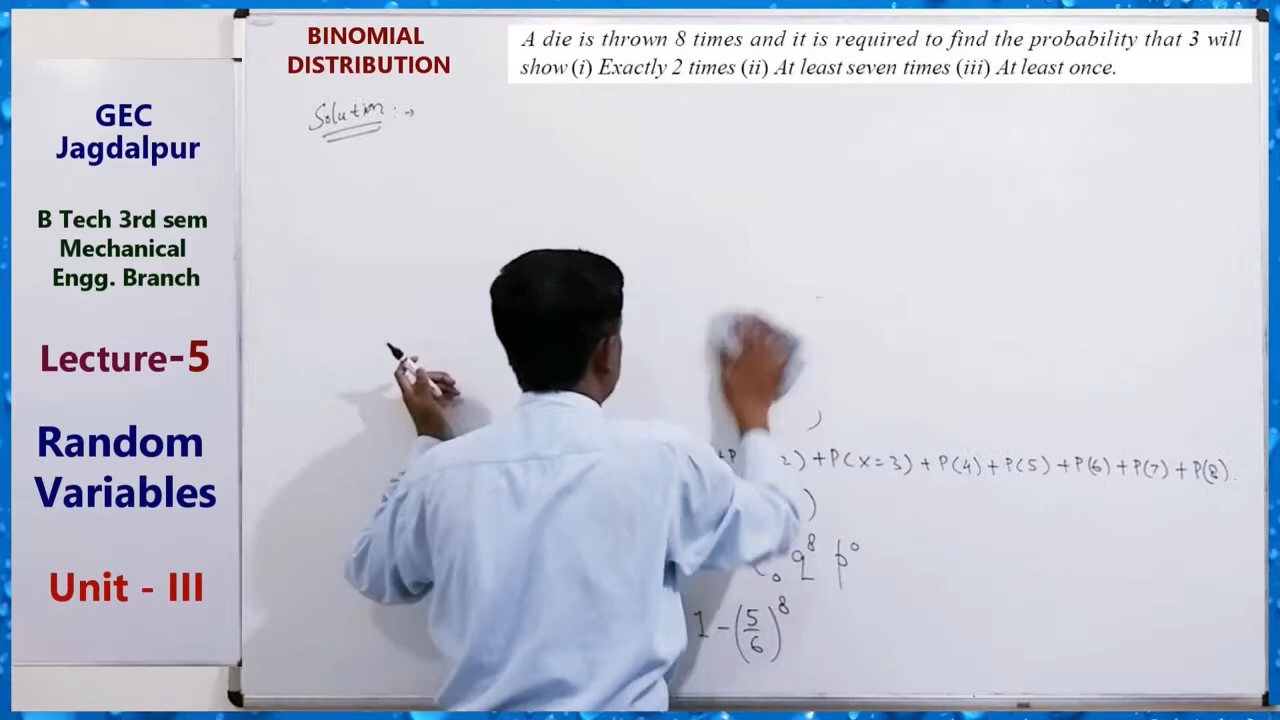 BINOMIAL
DISTRIBUTION
A die is thrown 8 times and it is required to find the probability that 3 will
show (i) Exactly 2 times (ii) At least seven times (iii) At least once.
Solution :→
GEC
Jagdalpur
B Tech 3rd sem
Mechanical
Engg. Branch
Lecture-5
Random
Variables
Unit - III
)
+P 2) + P(x=3) + P(4) + P(5) + P(6) + P(7) + P(8).
)
q⁸ p⁰
1 - (5/6)⁸